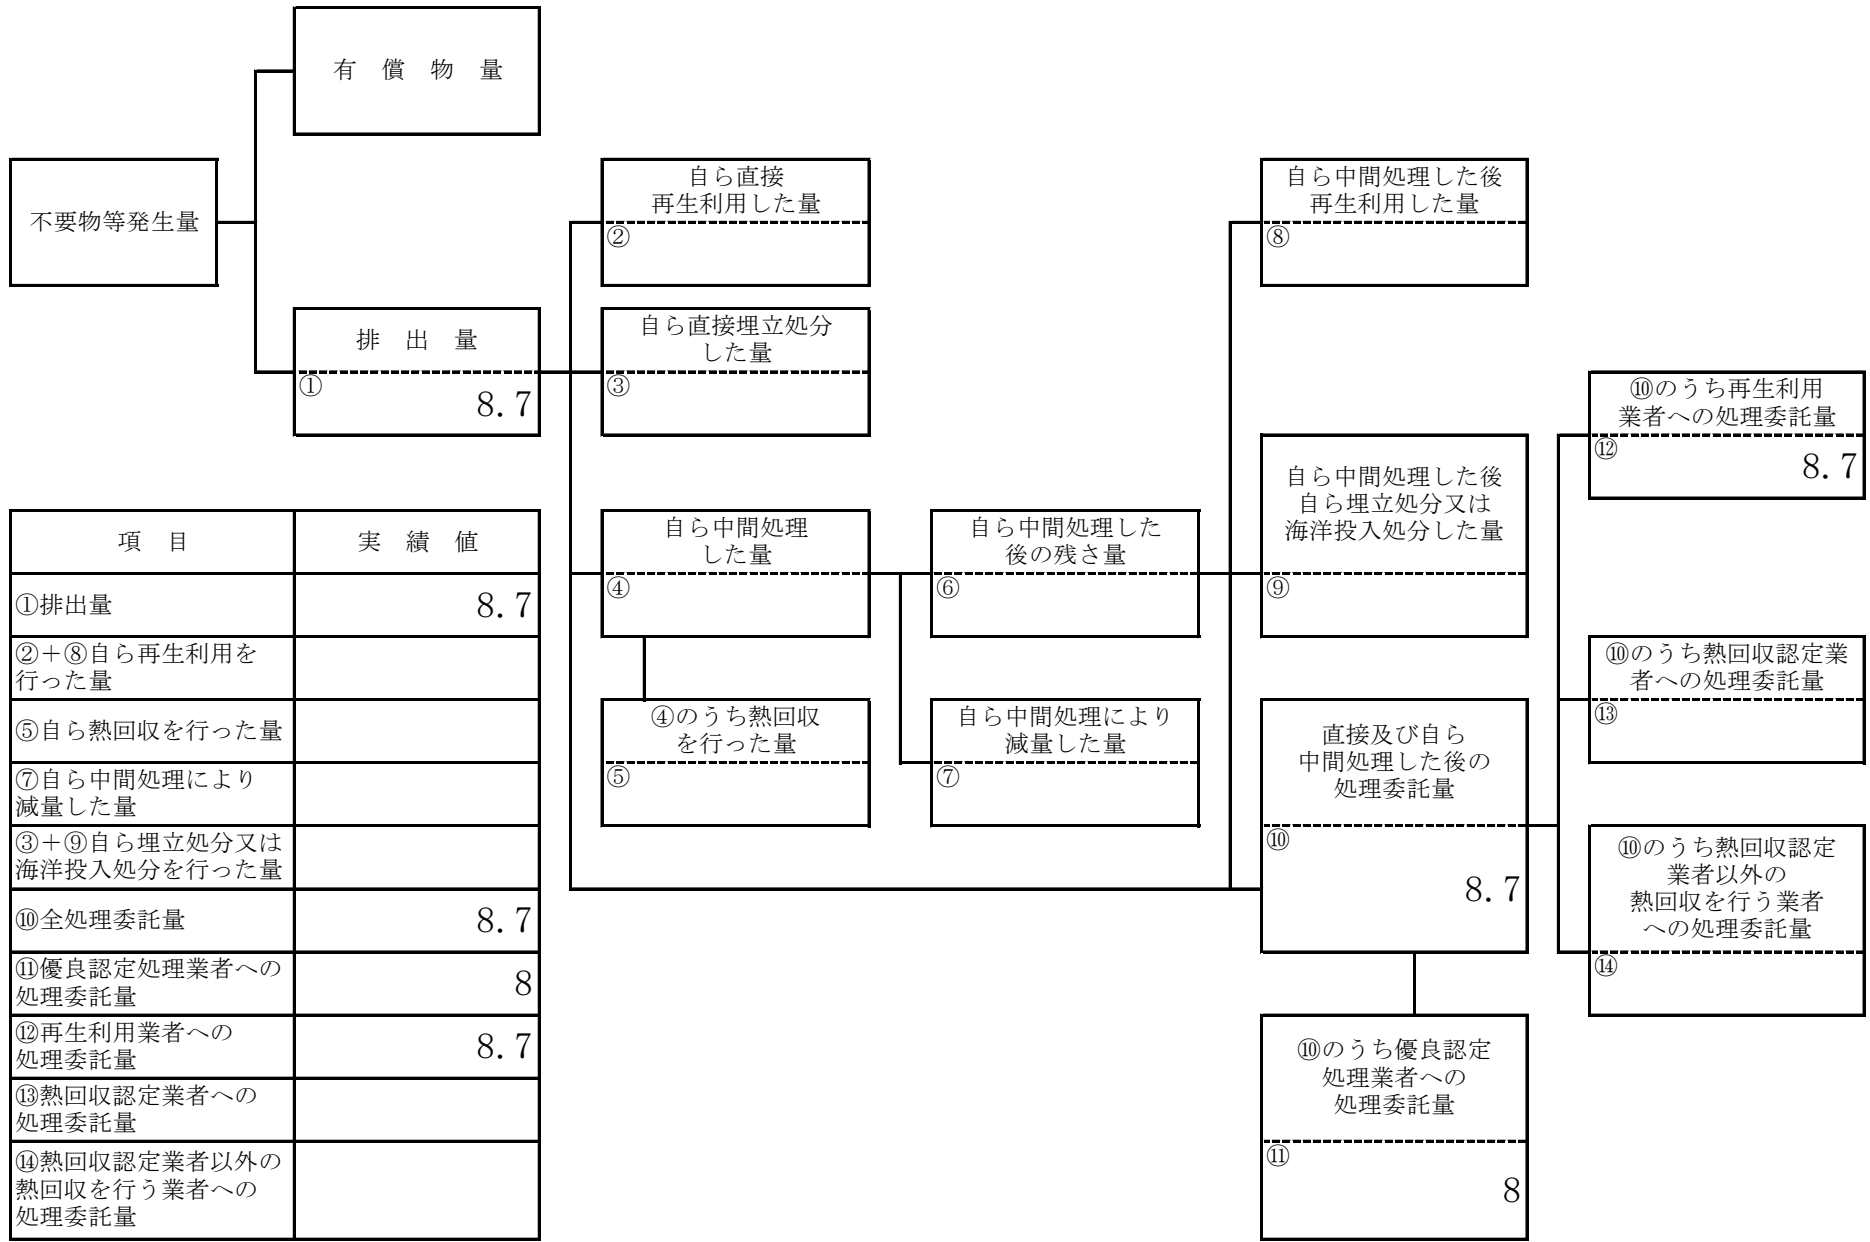 有　償　物　量
不要物等発生量
排　出　量
①
8.7
自ら直接
再生利用した量
②
自ら直接埋立処分
した量
③
自ら中間処理
した量
④
④のうち熱回収
を行った量
⑤
自ら中間処理した
後の残さ量
⑥
自ら中間処理により
減量した量
⑦
自ら中間処理した後
再生利用した量
⑧
自ら中間処理した後
自ら埋立処分又は
海洋投入処分した量
⑨
直接及び自ら
中間処理した後の
処理委託量
⑩
8.7
⑩のうち優良認定
処理業者への
処理委託量
⑪
8
⑩のうち再生利用
業者への処理委託量
⑫
8.7
⑩のうち熱回収認定業
者への処理委託量
⑬
⑩のうち熱回収認定
業者以外の
熱回収を行う業者
への処理委託量
⑭
項　目　実　績　値
①排出量　8.7
②＋⑧自ら再生利用を
行った量
⑤自ら熱回収を行った量
⑦自ら中間処理により
減量した量
③＋⑨自ら埋立処分又は
海洋投入処分を行った量
⑩全処理委託量　8.7
⑪優良認定処理業者への
処理委託量　8
⑫再生利用業者への
処理委託量　8.7
⑬熱回収認定業者への
処理委託量
⑭熱回収認定業者以外の
熱回収を行う業者への
処理委託量